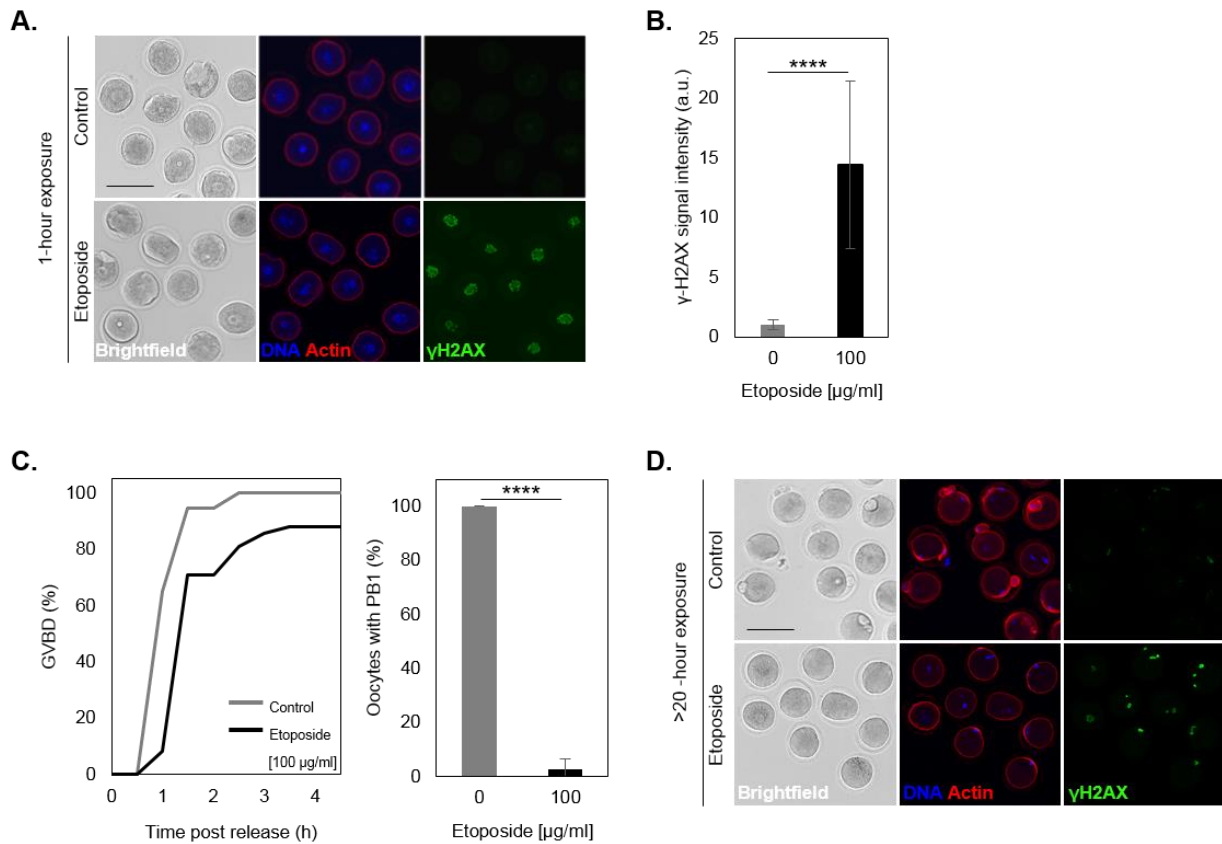 A.
1-hour exposure
Control
Etoposide
Brightfield
DNA Actin
γH2AX
B.
γ-H2AX signal intensity (a.u.)
25
20
15
10
5
0
****
0 100
Etoposide [µg/ml]
C.
GVBD (%)
100
80
60
40
20
0
Control
Etoposide
[100 µg/ml]
0 1 2 3 4
Time post release (h)
Oocytes with PB1 (%)
100
80
60
40
20
0
****
0 100
Etoposide [µg/ml]
D.
>20 -hour exposure
Control
Etoposide
Brightfield
DNA Actin
γH2AX